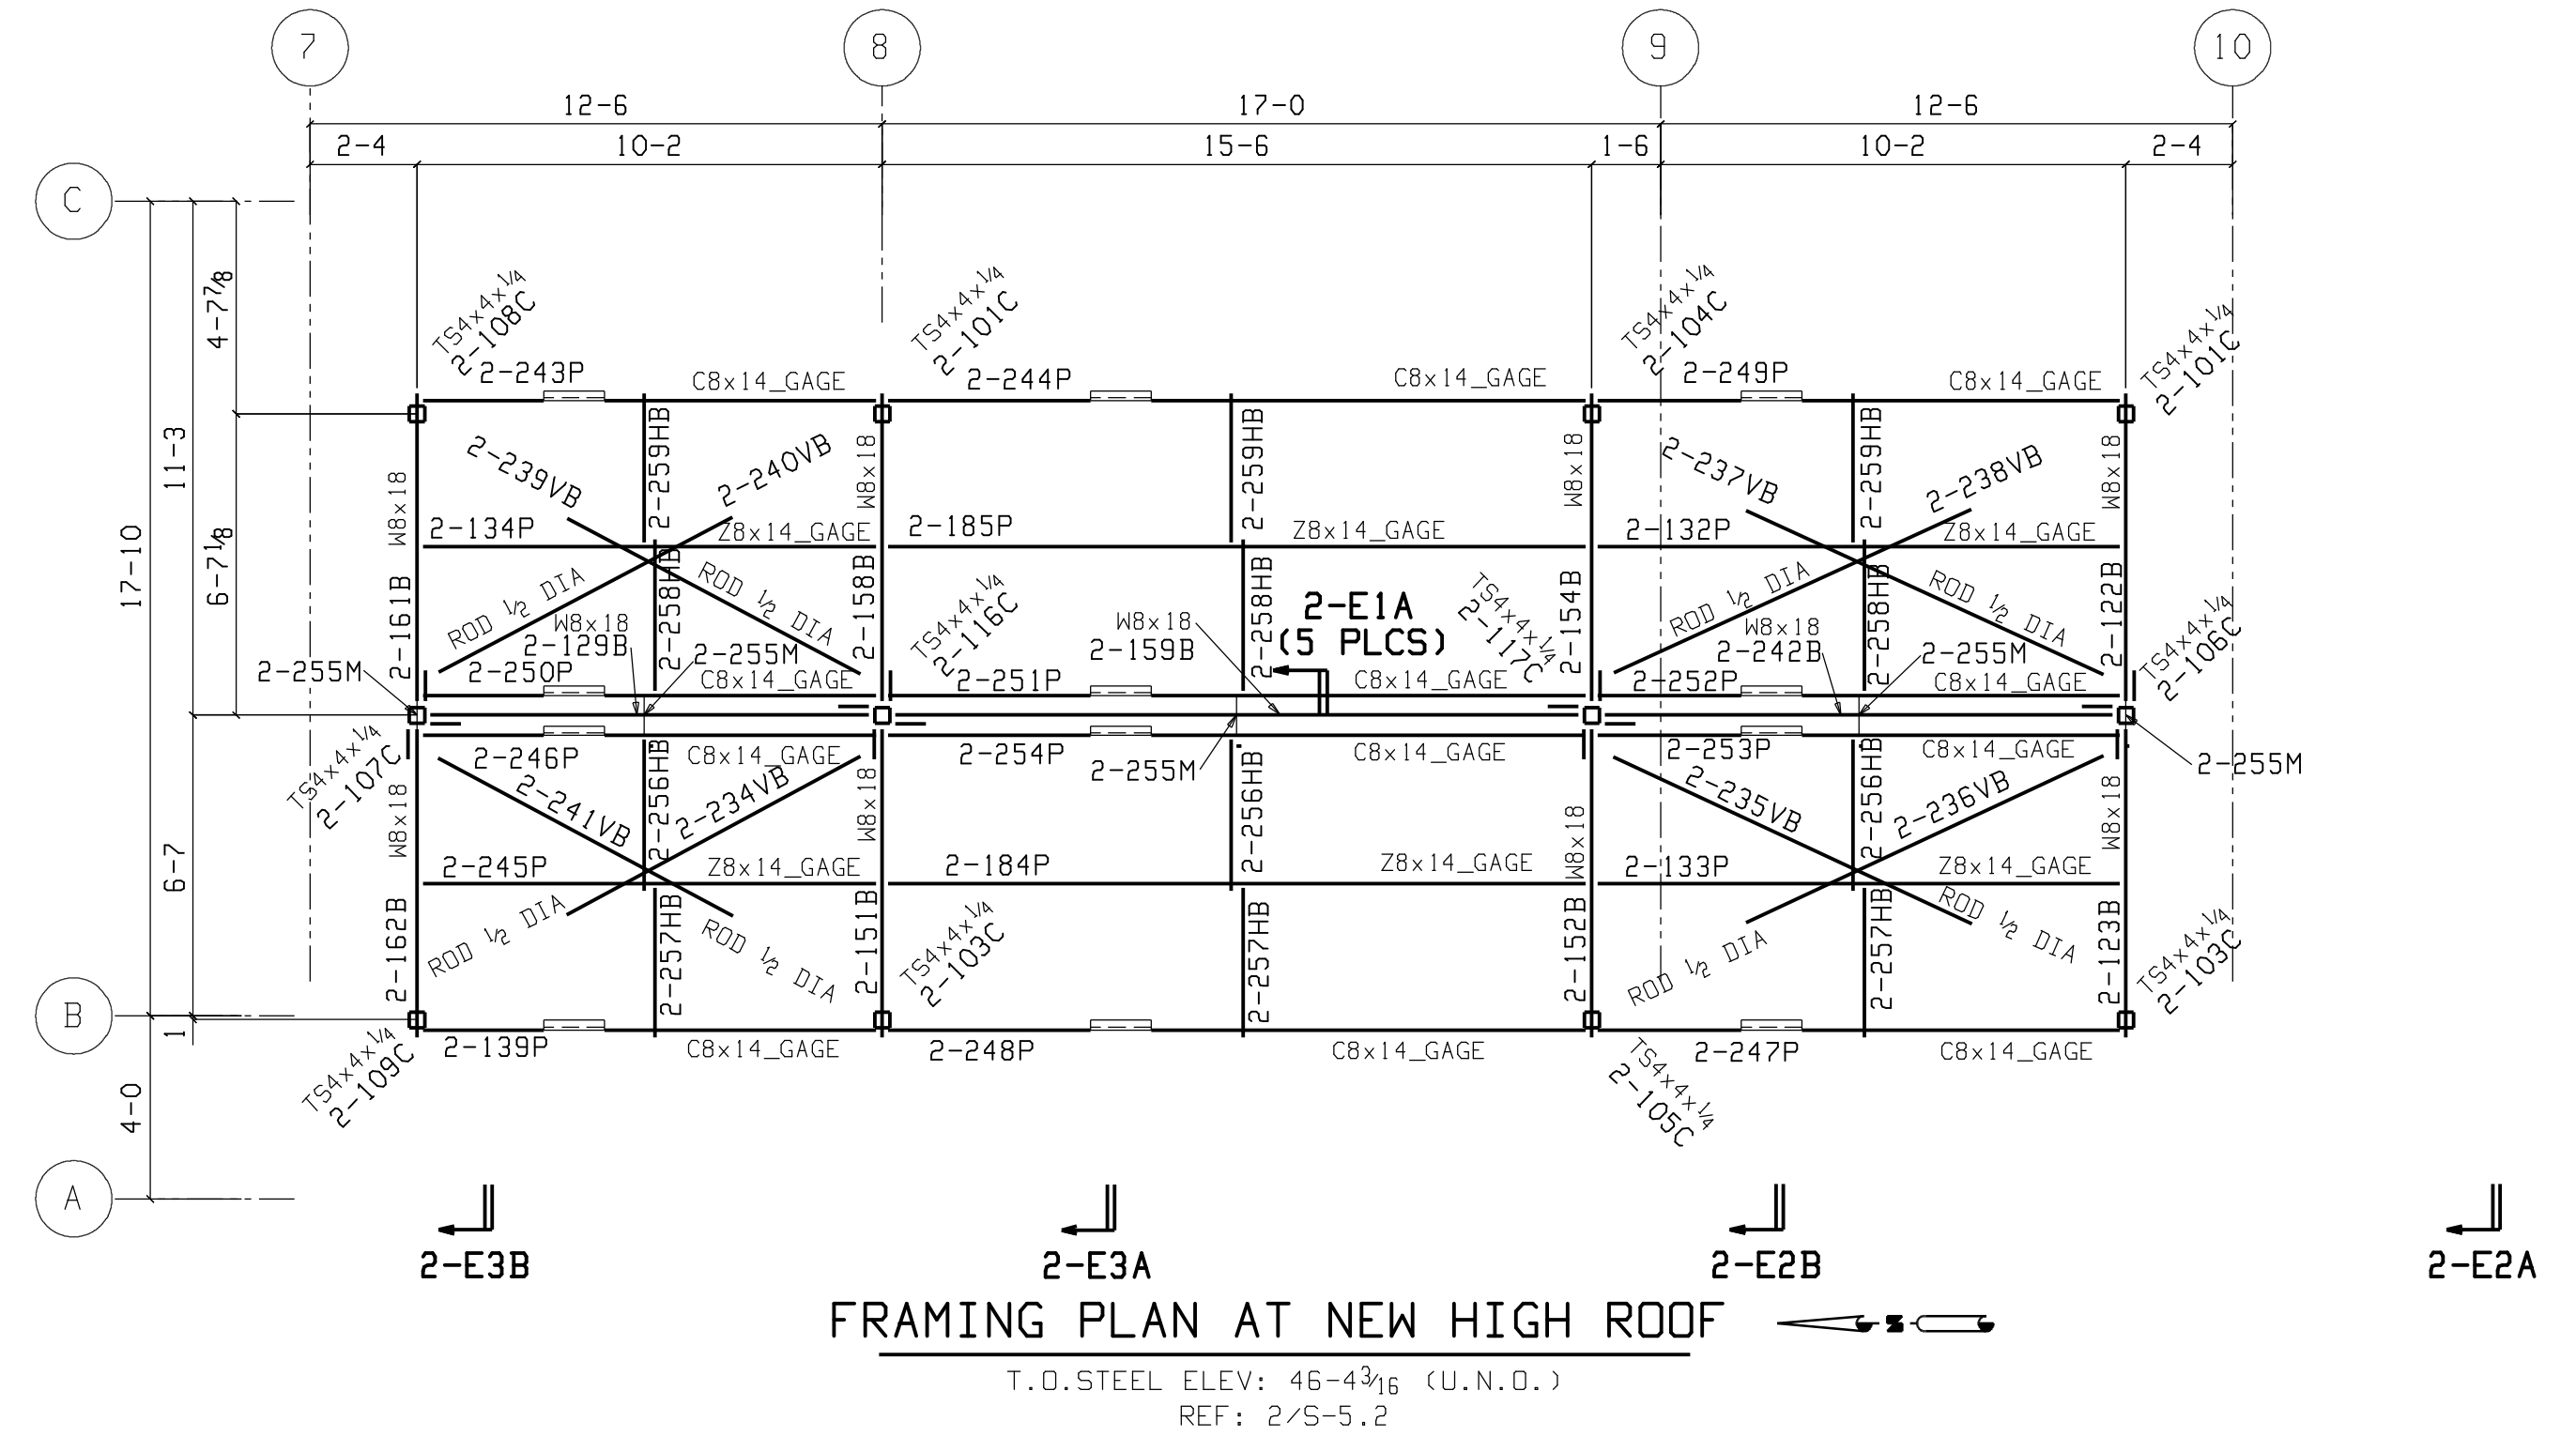 7
8
9
10
12-6
17-0
12-6
2-4
10-2
15-6
1-6
10-2
2-4
C
4-7⅞
11-3
17-10
6-7⅛
6-7
1
4-0
B
A
TS4x4x¼
2-108C
TS4x4x¼
2-101C
TS4x4x¼
2-104C
TS4x4x¼
2-101C
2-243P
C8x14_GAGE
2-244P
C8x14_GAGE
2-249P
C8x14_GAGE
2-239VB
2-259HB
2-240VB
W8x18
2-259HB
W8x18
2-237VB
2-259HB
2-238VB
W8x18
W8x18
2-134P
Z8x14_GAGE
2-185P
Z8x14_GAGE
2-132P
Z8x14_GAGE
2-161B
ROD ½ DIA
2-258HB
ROD ½ DIA
2-158B
TS4x4x¼
2-116C
2-258HB
2-E1A
(5 PLCS)
TS4x4x¼
2-117C
2-154B
ROD ½ DIA
2-258HB
ROD ½ DIA
2-122B
TS4x4x¼
2-106C
W8x18
2-129B
2-255M
W8x18
2-159B
W8x18
2-242B
2-255M
2-255M
2-250P
C8x14_GAGE
2-251P
C8x14_GAGE
2-252P
C8x14_GAGE
TS4x4x¼
2-107C
2-246P
C8x14_GAGE
2-254P
C8x14_GAGE
2-253P
C8x14_GAGE
2-255M
2-255M
W8x18
2-241VB
2-256HB
2-234VB
W8x18
2-256HB
W8x18
2-235VB
2-256HB
2-236VB
W8x18
2-245P
Z8x14_GAGE
2-184P
Z8x14_GAGE
2-133P
Z8x14_GAGE
2-162B
ROD ½ DIA
2-257HB
ROD ½ DIA
2-151B
TS4x4x¼
2-103C
2-257HB
2-152B
ROD ½ DIA
2-257HB
ROD ½ DIA
2-123B
TS4x4x¼
2-103C
TS4x4x¼
2-109C
2-139P
C8x14_GAGE
2-248P
C8x14_GAGE
TS4x4x¼
2-105C
2-247P
C8x14_GAGE
2-E3B
2-E3A
2-E2B
2-E2A
FRAMING PLAN AT NEW HIGH ROOF
N
T.O.STEEL ELEV: 46-4 3/16 (U.N.O.)
REF: 2/S-5.2